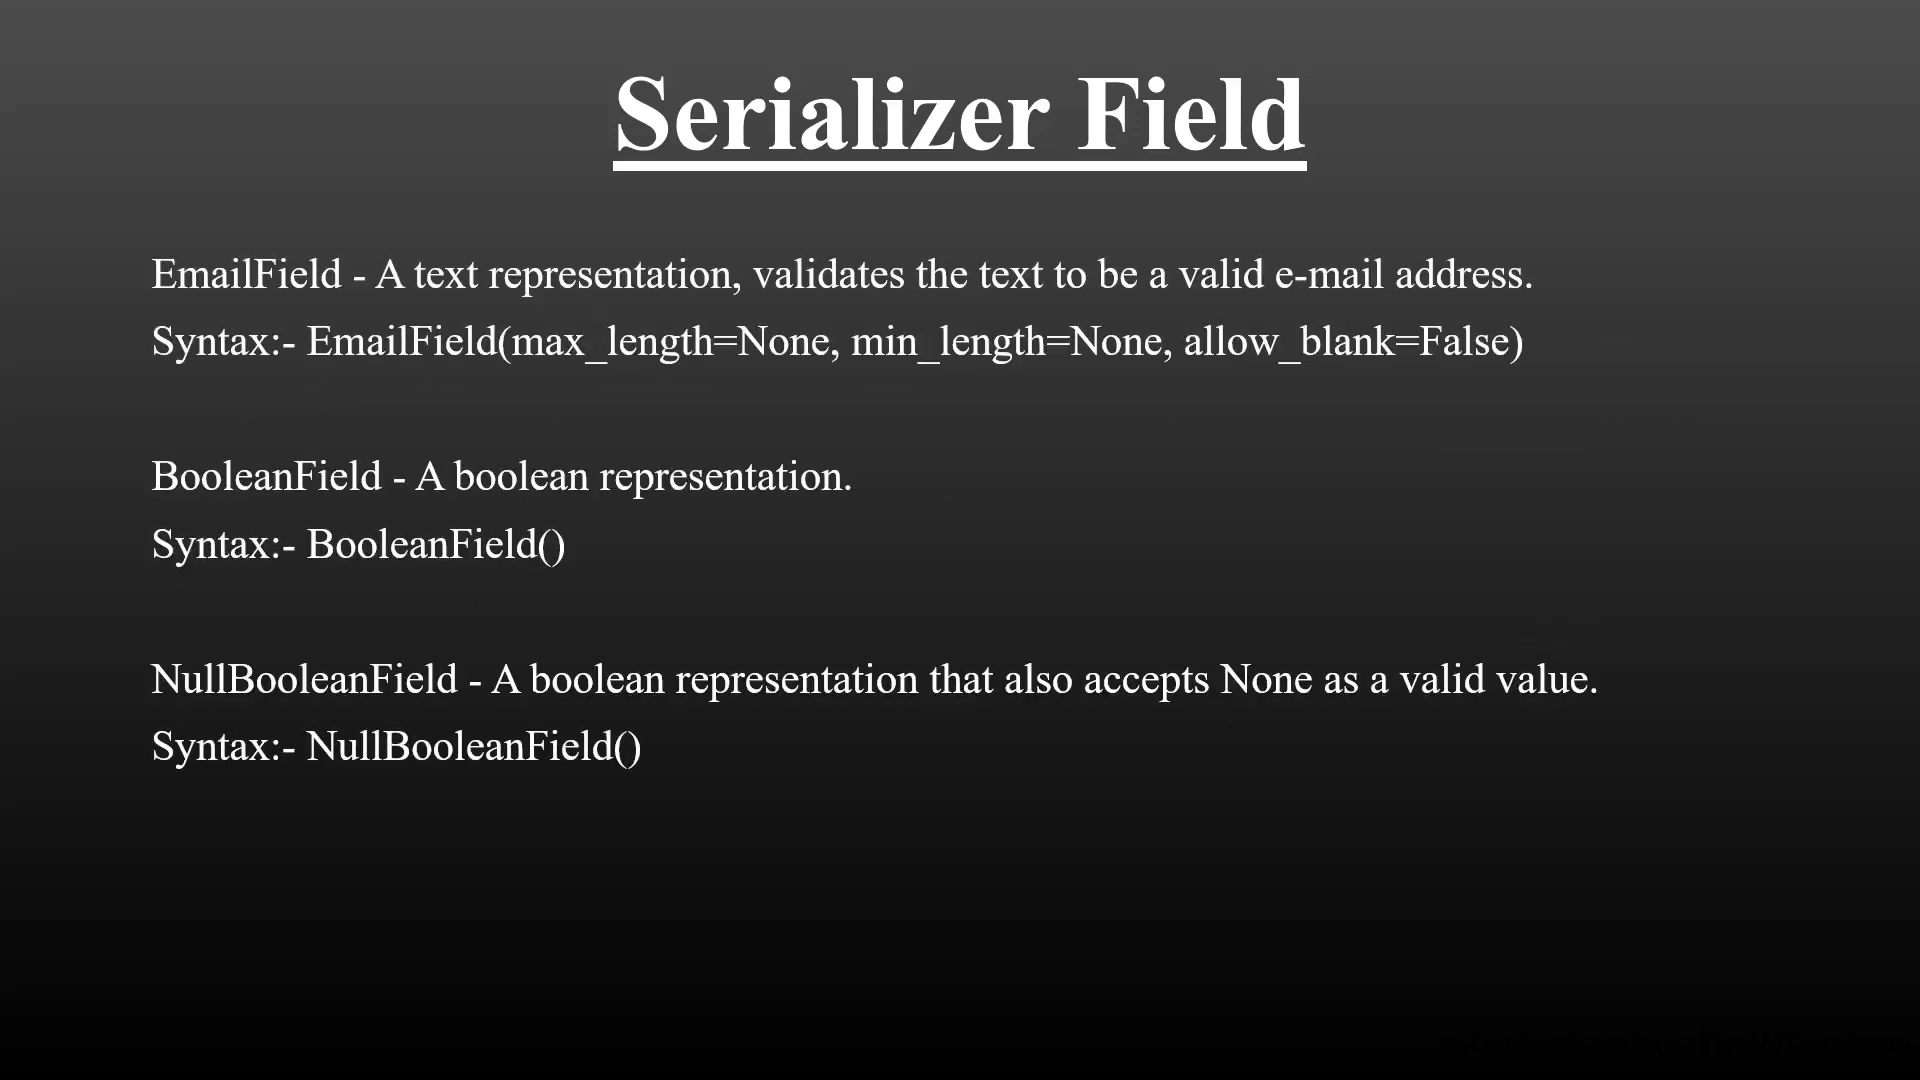 Serializer Field
EmailField - A text representation, validates the text to be a valid e-mail address.
Syntax:- EmailField(max_length=None, min_length=None, allow_blank=False)
BooleanField - A boolean representation.
Syntax:- BooleanField()
NullBooleanField - A boolean representation that also accepts None as a valid value.
Syntax:- NullBooleanField()